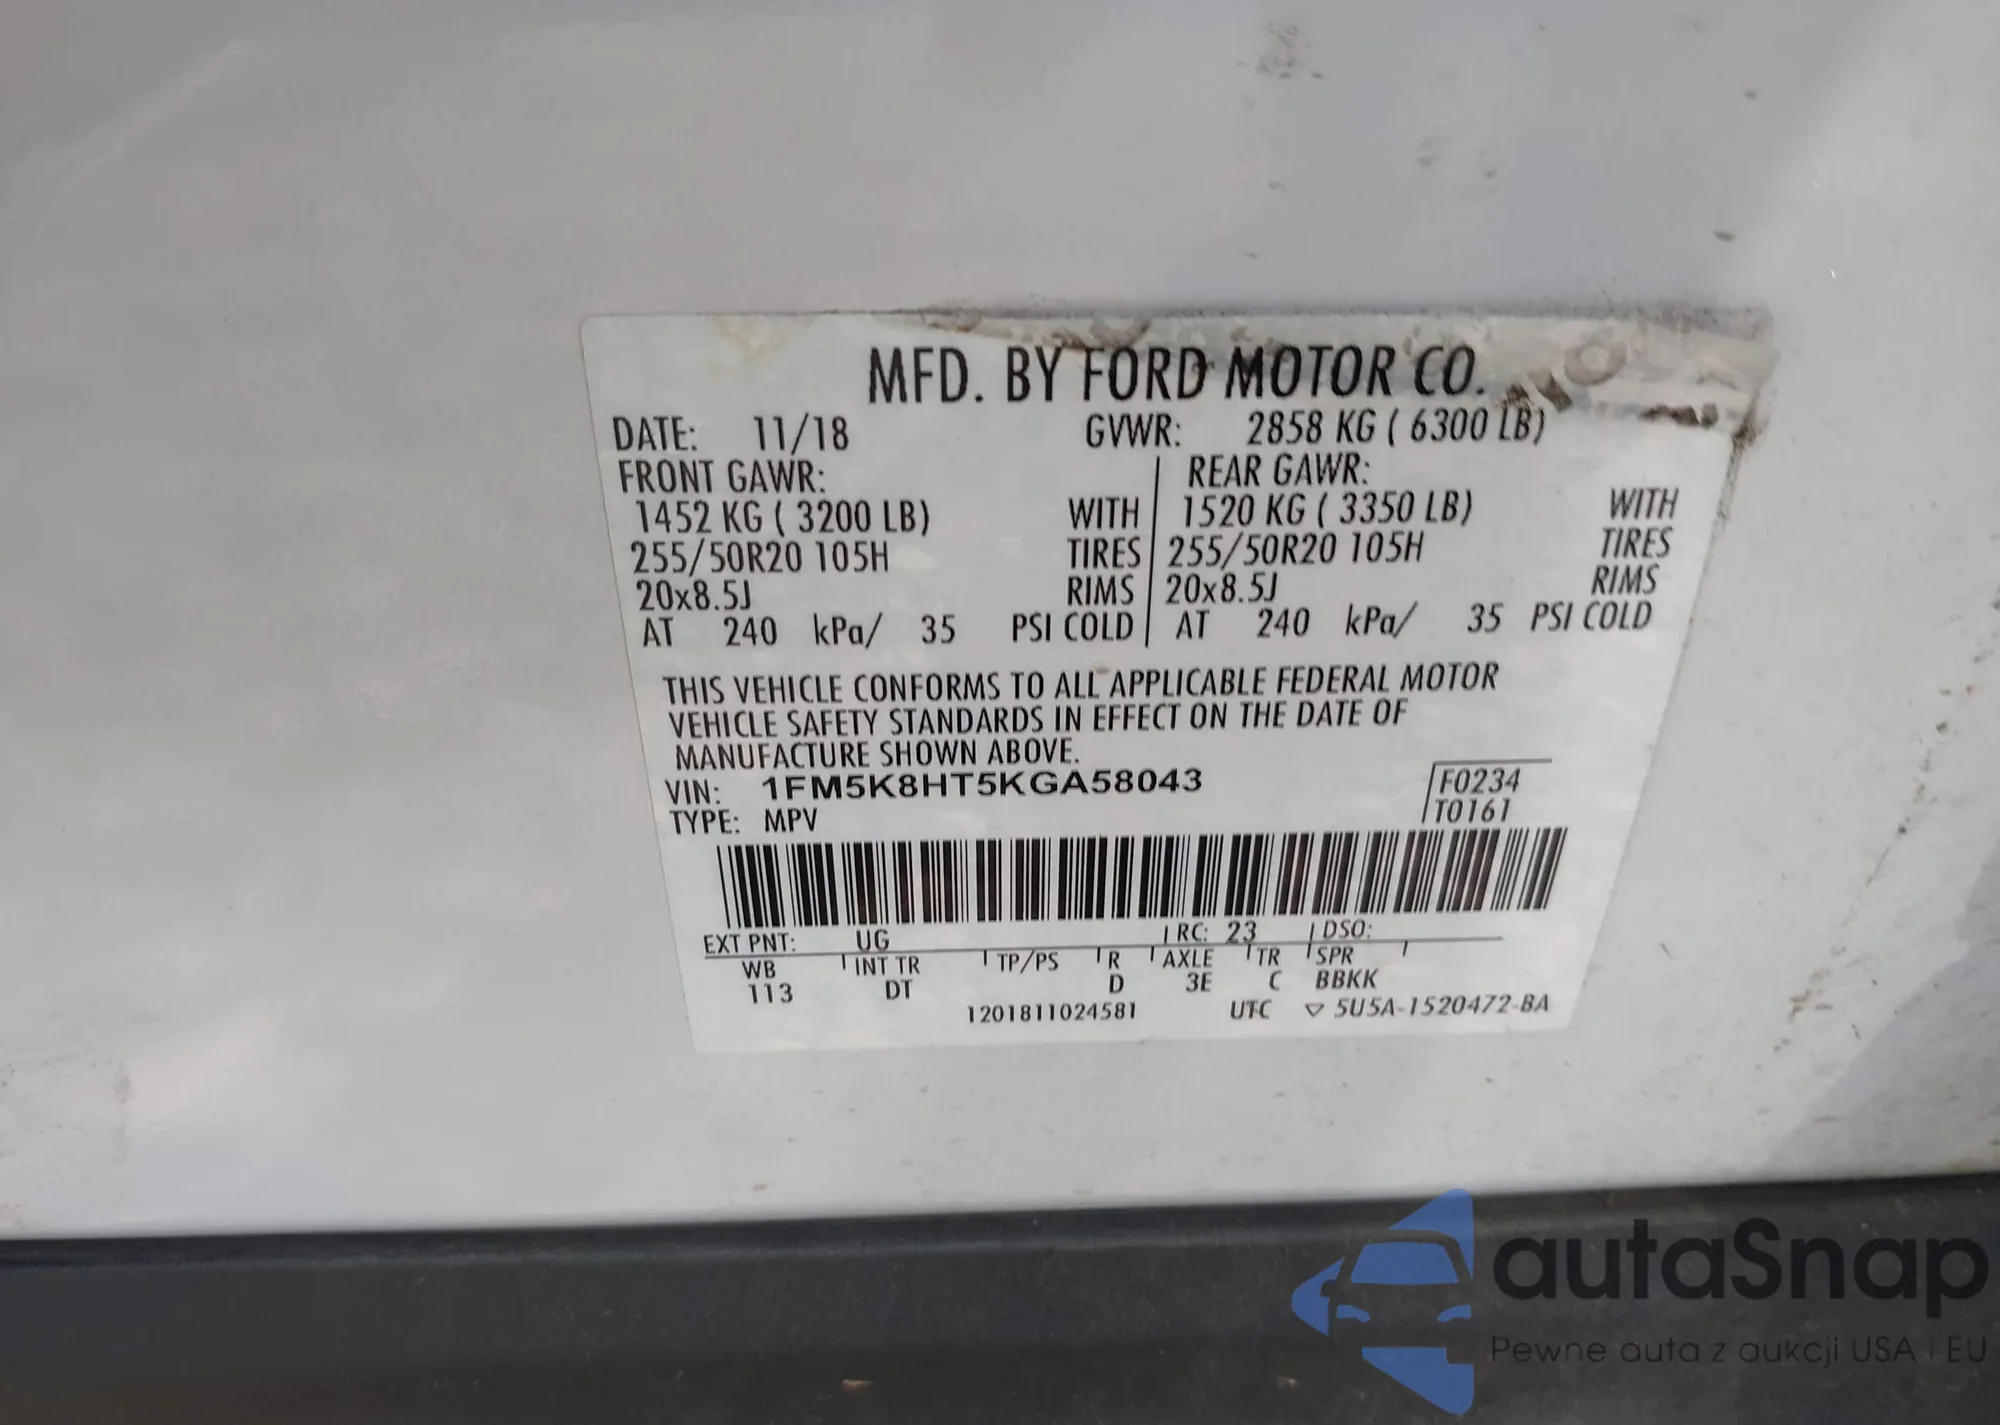 MFD. BY FORD MOTOR CO.
DATE: 11/18 GVWR: 2858 KG ( 6300 LB)
FRONT GAWR: REAR GAWR:
1452 KG ( 3200 LB) WITH 1520 KG ( 3350 LB) WITH
255/50R20 105H TIRES 255/50R20 105H TIRES
20x8.5J RIMS 20x8.5J RIMS
AT 240 kPa/ 35 PSI COLD AT 240 kPa/ 35 PSI COLD
THIS VEHICLE CONFORMS TO ALL APPLICABLE FEDERAL MOTOR
VEHICLE SAFETY STANDARDS IN EFFECT ON THE DATE OF
MANUFACTURE SHOWN ABOVE.
VIN: 1FM5K8HT5KGA58043 F0234
TYPE: MPV T0161
EXT PNT: UG RC: 23 DSO:
WB INT TR TP/PS R AXLE TR SPR
113 DT D 3E C BBKK
1201811024581 UTC ▽ 5U5A-1520472-BA
autaSnap
Pewne auta z aukcji USA i EU